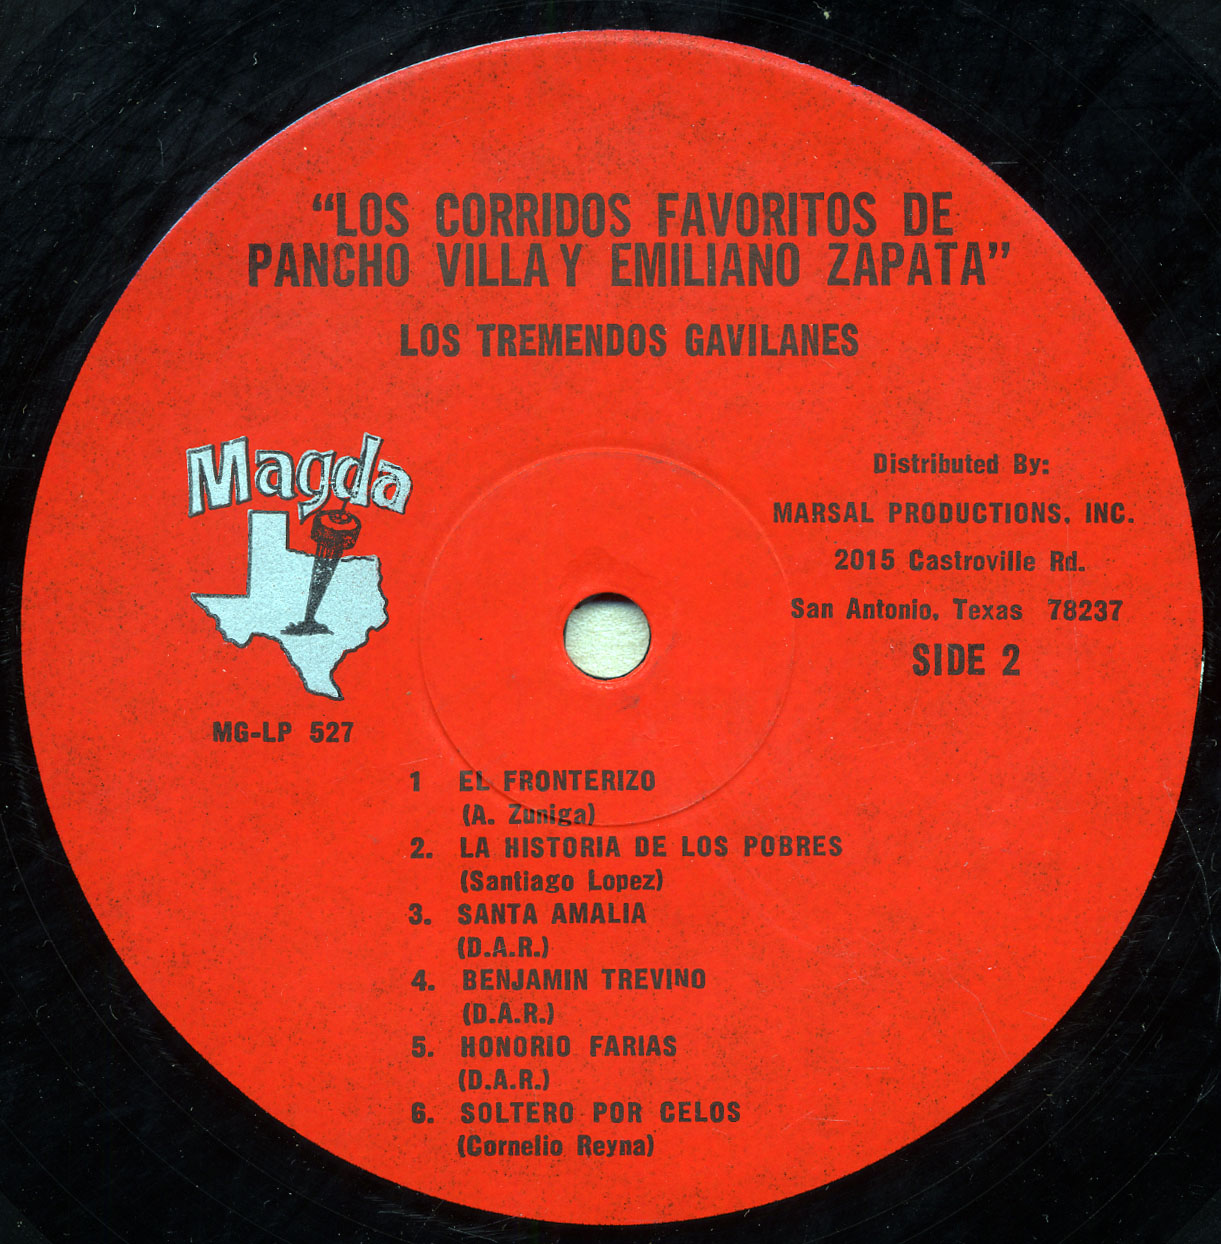 “LOS CORRIDOS FAVORITOS DE
PANCHO VILLA Y EMILIANO ZAPATA”
LOS TREMENDOS GAVILANES
Magda
MG-LP 527
Distributed By:
MARSAL PRODUCTIONS, INC.
2015 Castroville Rd.
San Antonio, Texas 78237
SIDE 2
1 EL FRONTERIZO
(A. Zuniga)
2. LA HISTORIA DE LOS POBRES
(Santiago Lopez)
3. SANTA AMALIA
(D.A.R.)
4. BENJAMIN TREVINO
(D.A.R.)
5. HONORIO FARIAS
(D.A.R.)
6. SOLTERO POR CELOS
(Cornelio Reyna)